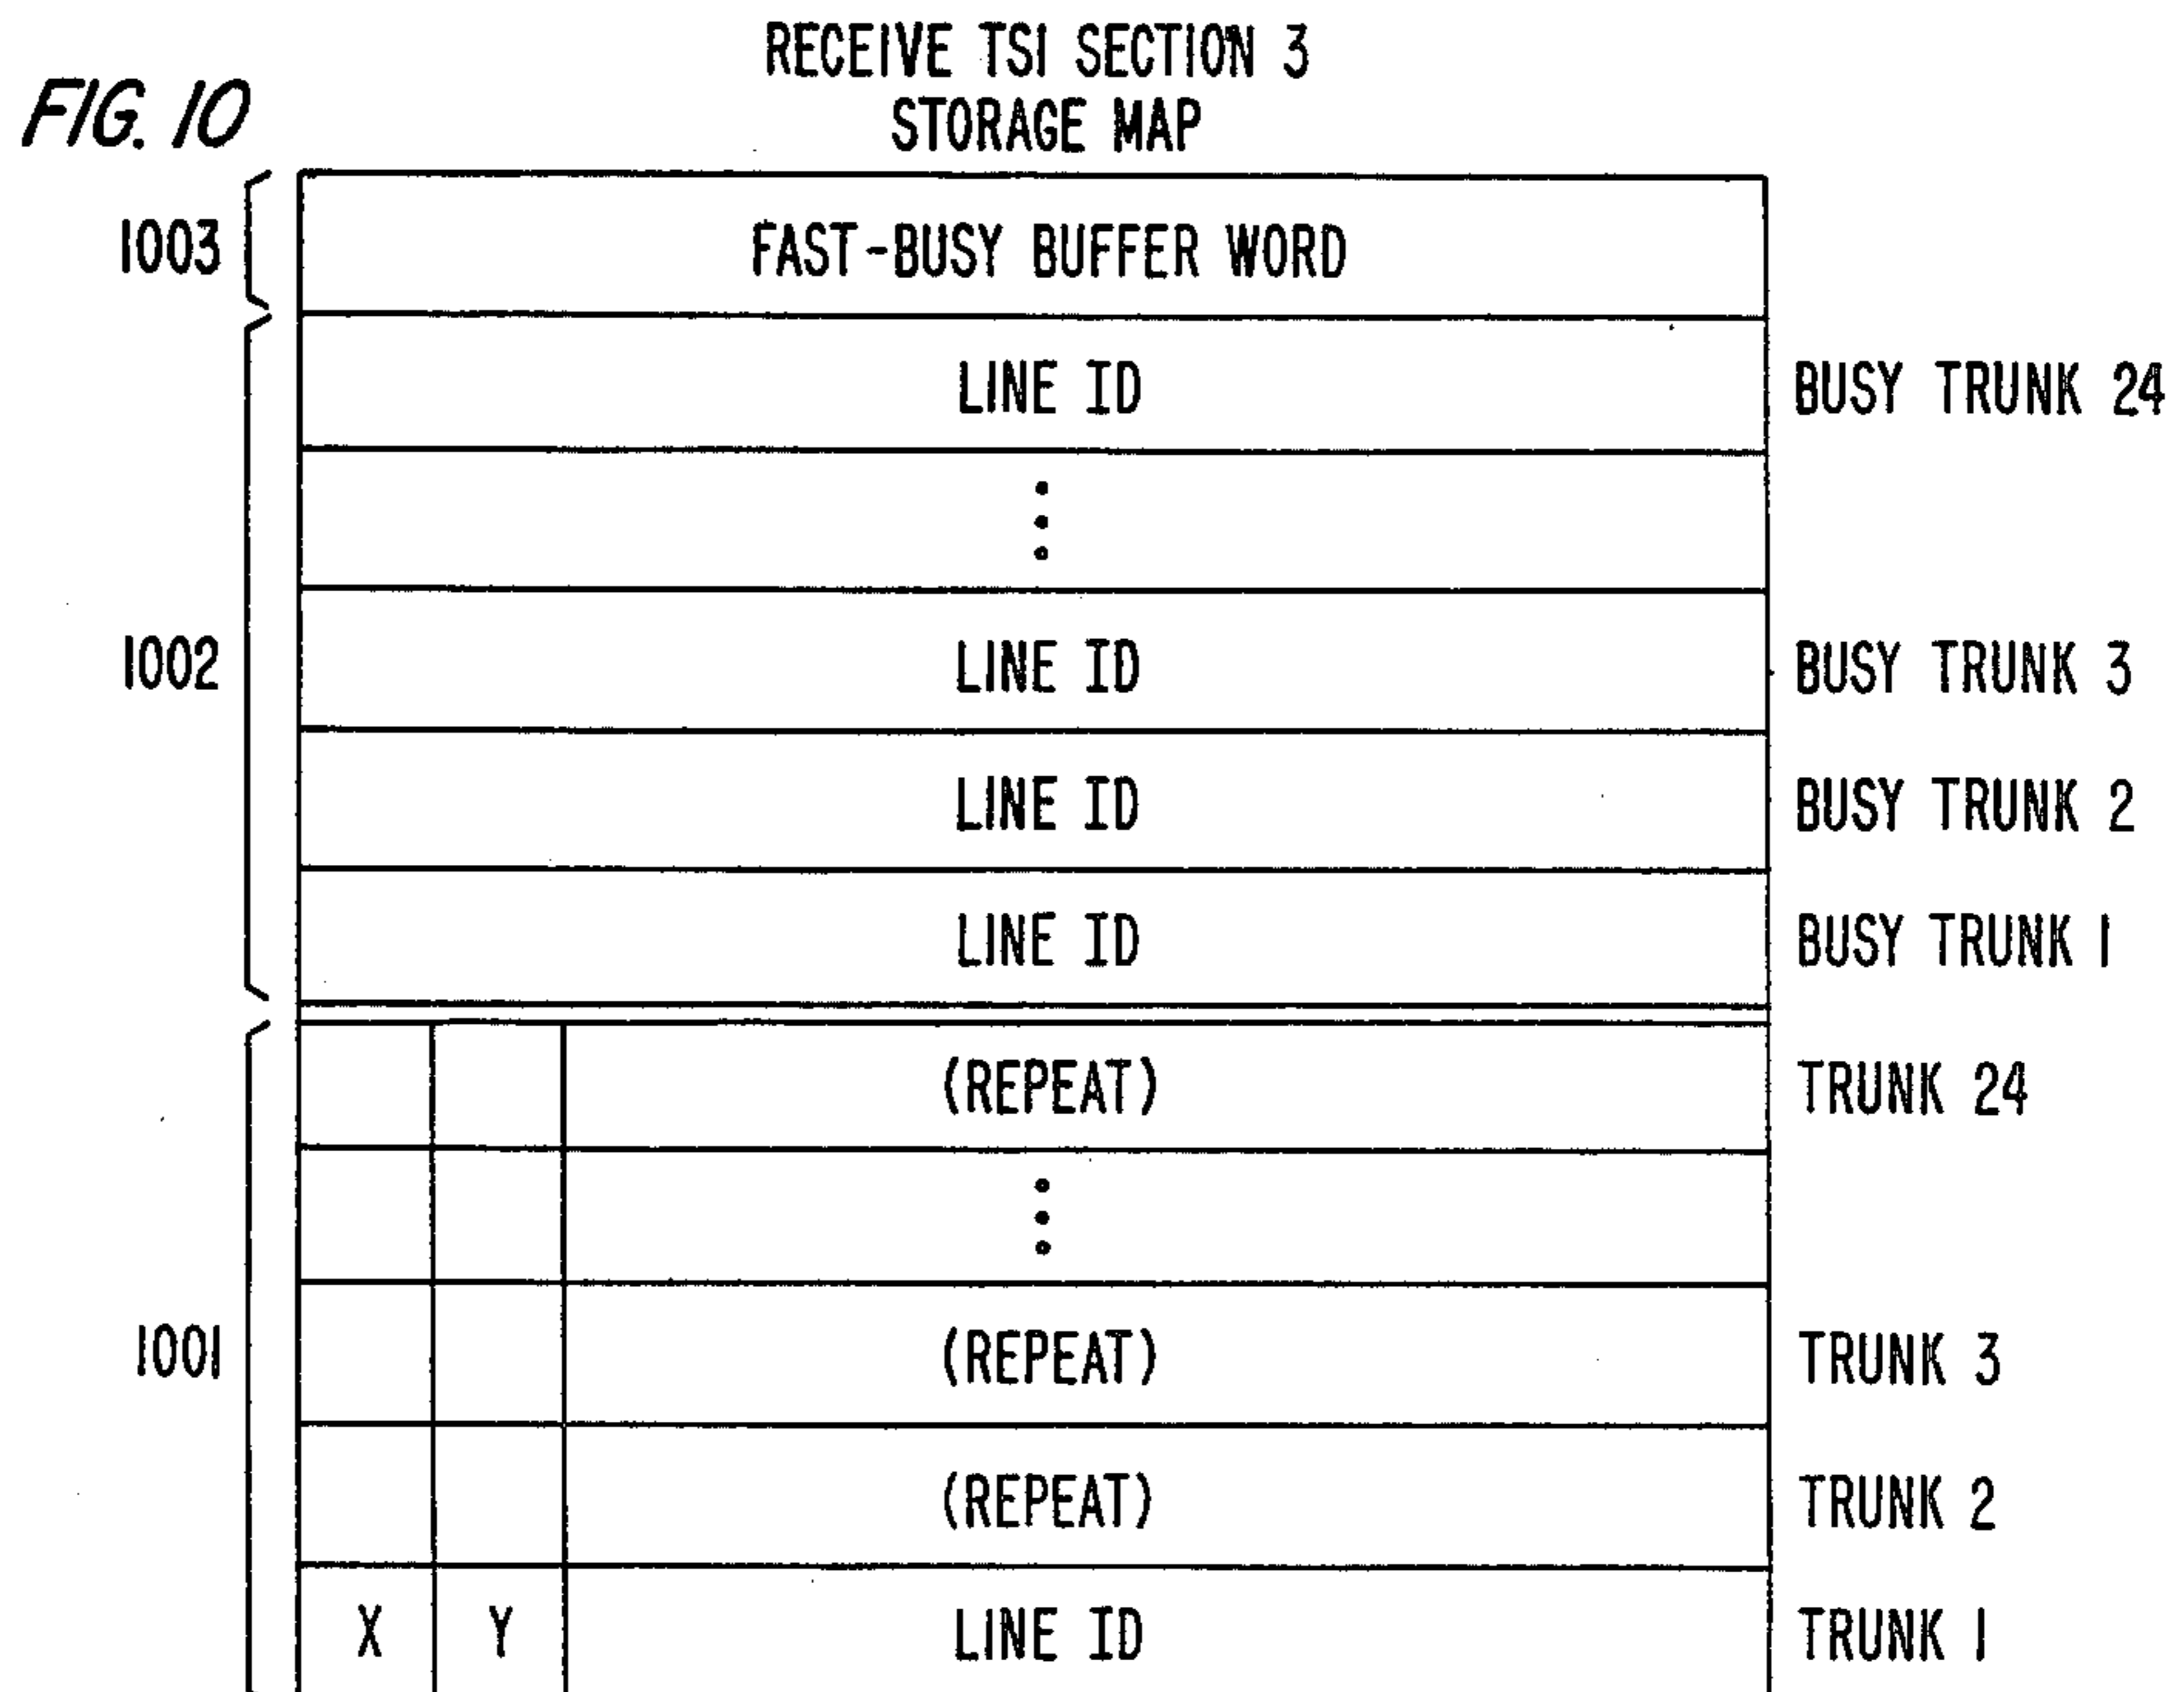 RECEIVE TSI SECTION 3
STORAGE MAP
FIG. 10
1003
FAST-BUSY BUFFER WORD
LINE ID BUSY TRUNK 24
1002
LINE ID BUSY TRUNK 3
LINE ID BUSY TRUNK 2
LINE ID BUSY TRUNK 1
(REPEAT) TRUNK 24
1001
(REPEAT) TRUNK 3
(REPEAT) TRUNK 2
X Y LINE ID TRUNK 1